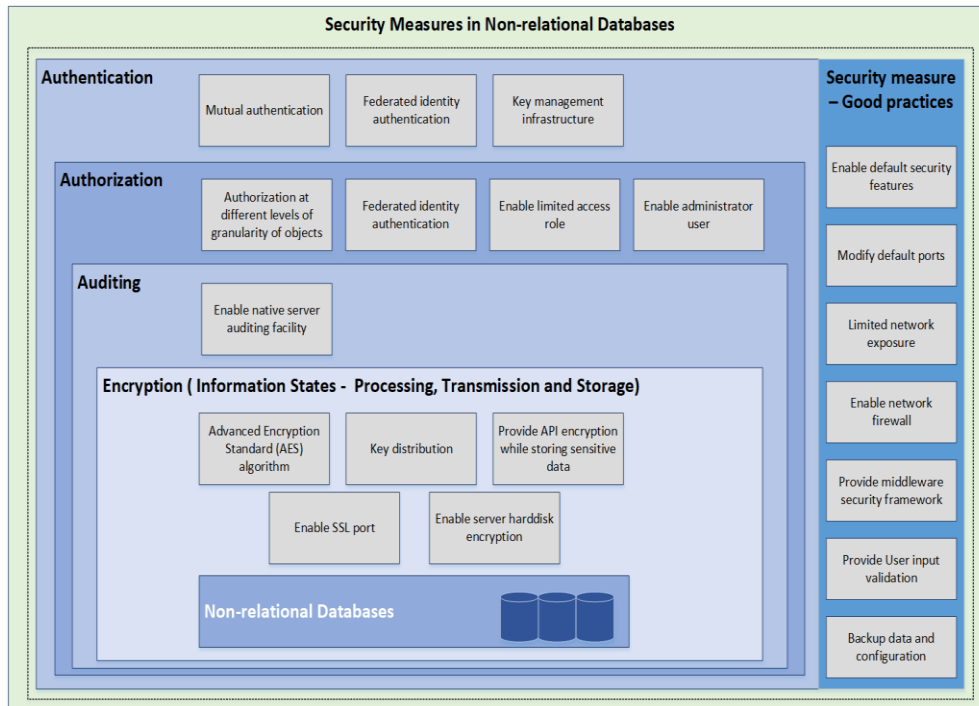 Security Measures in Non-relational Databases
Authentication
Mutual authentication
Federated identity
authentication
Key management
infrastructure
Authorization
Authorization at
different levels of
granularity of objects
Federated identity
authentication
Enable limited access
role
Enable administrator
user
Auditing
Enable native server
auditing facility
Encryption ( Information States -  Processing, Transmission and Storage)
Advanced Encryption
Standard (AES)
algorithm
Key distribution
Provide API encryption
while storing sensitive
data
Enable SSL port
Enable server harddisk
encryption
Non-relational Databases
Security measure
– Good practices
Enable default security
features
Modify default ports
Limited network
exposure
Enable network
firewall
Provide middleware
security framework
Provide User input
validation
Backup data and
configuration